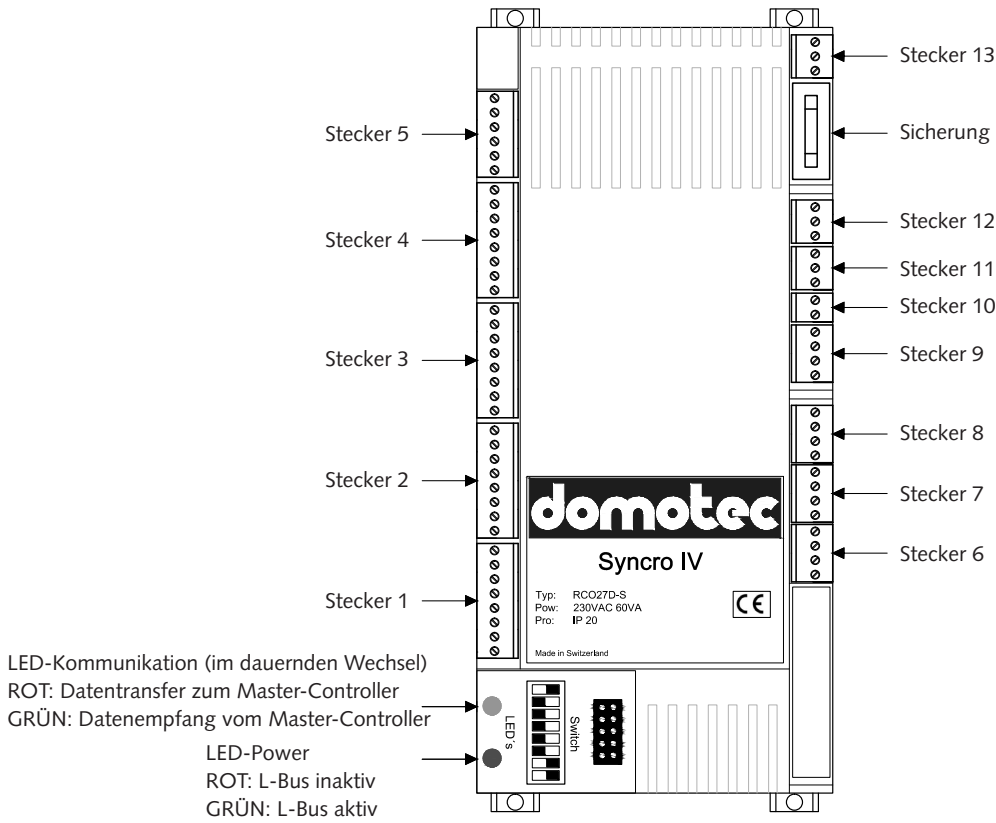 Stecker 5
Stecker 4
Stecker 3
Stecker 2
Stecker 1
LED-Kommunikation (im dauernden Wechsel)
ROT: Datentransfer zum Master-Controller
GRÜN: Datenempfang vom Master-Controller
LED-Power
ROT: L-Bus inaktiv
GRÜN: L-Bus aktiv
domotec
Syncro IV
Typ: RCO27D-S
Pow: 230VAC 60VA
Pro: IP 20
CE
Made in Switzerland
LED's
Switch
Stecker 13
Sicherung
Stecker 12
Stecker 11
Stecker 10
Stecker 9
Stecker 8
Stecker 7
Stecker 6